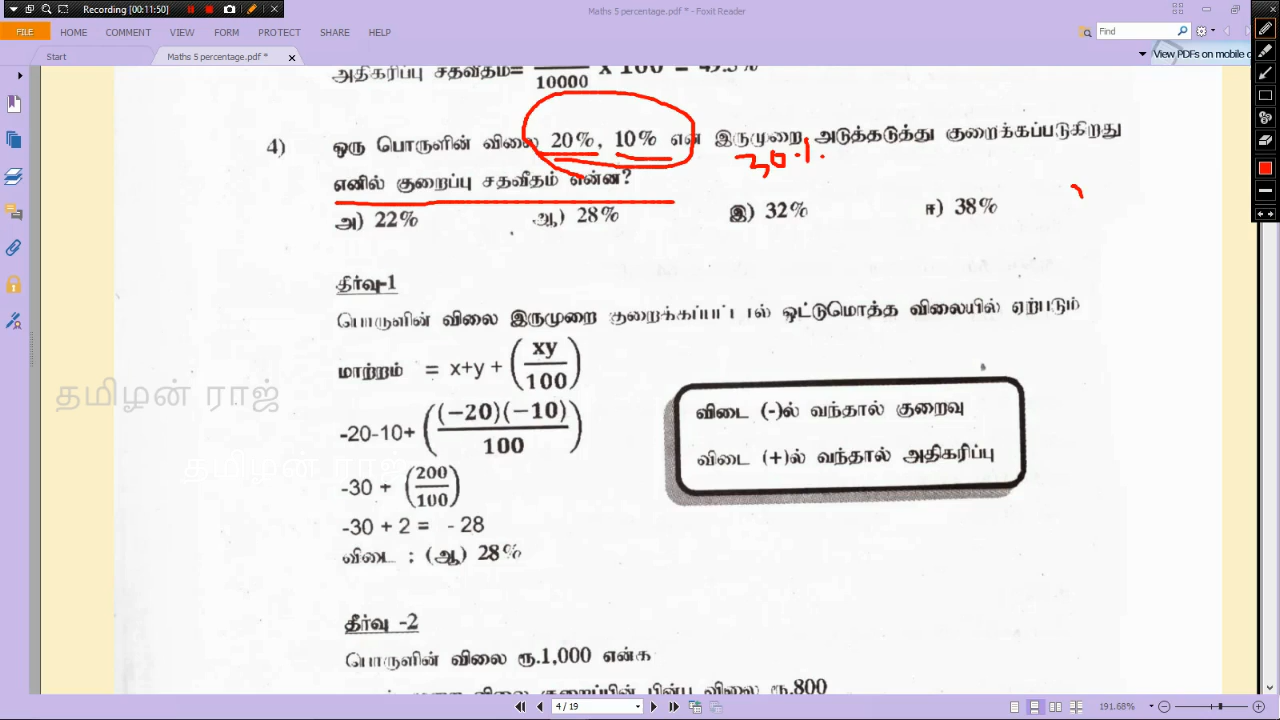 Recording [00:11:50]
Maths 5 percentage.pdf * - Foxit Reader
FILE HOME COMMENT VIEW FORM PROTECT SHARE HELP
Find
Start Maths 5 percentage.pdf *
View PDFs on mobile
அதிகரிப்பு சதவீதம்= 10000 x 100 = 49.5%
4) ஒரு பொருளின் விலை 20%, 10% என இருமுறை அடுத்தடுத்து குறைக்கப்படுகிறது
30%
எனில் குறைப்பு சதவீதம் என்ன?
அ) 22% ஆ) 28% இ) 32% ஈ) 38%
தீர்வு-1
பொருளின் விலை இருமுறை குறைக்கப்பட்டால் ஒட்டுமொத்த விலையில் ஏற்படும்
மாற்றம் = x+y + (xy/100)
-20-10+ ((−20)(−10)/100)
-30 + (200/100)
-30 + 2 = - 28
விடை : (ஆ) 28%
விடை (-)ல் வந்தால் குறைவு
விடை (+)ல் வந்தால் அதிகரிப்பு
தமிழன் ராஜ்
தமிழன் ராஜ்
தீர்வு -2
பொருளின் விலை ரூ.1,000 என்க
விலை குறைப்பின் பின்பு விலை ரூ.800
4 / 19
191.68%